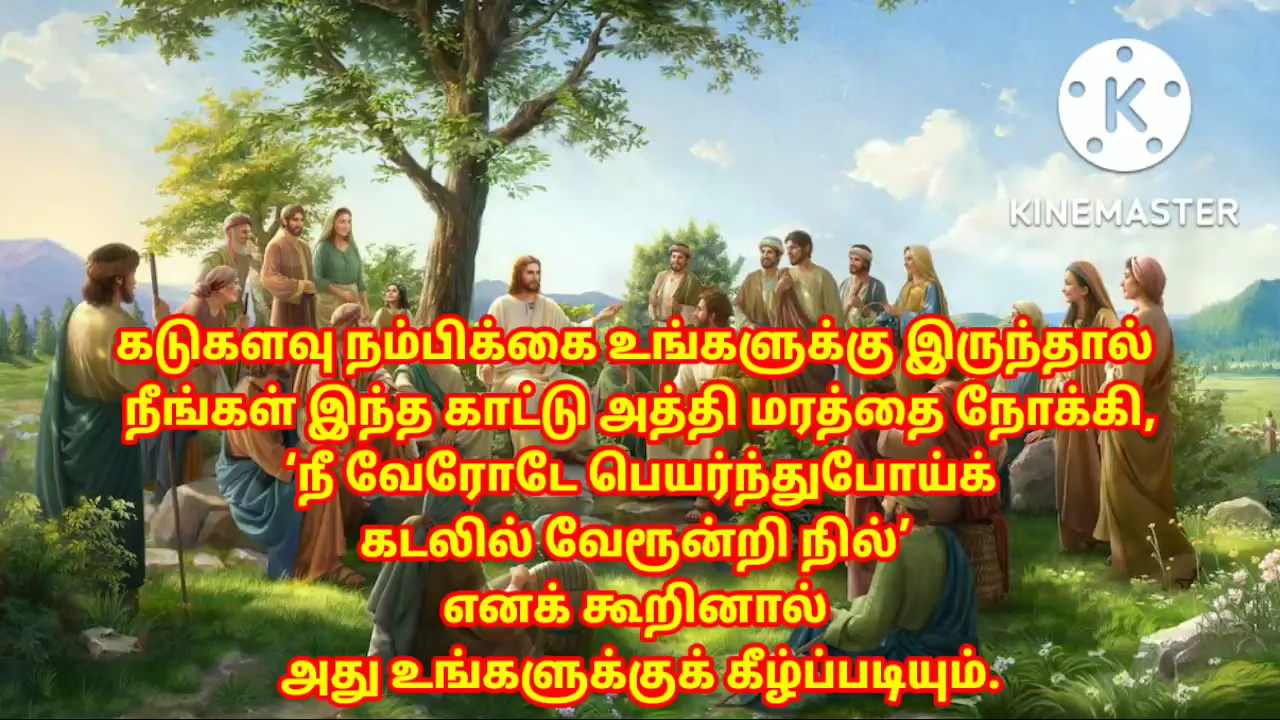 KINEMASTER
கடுகளவு நம்பிக்கை உங்களுக்கு இருந்தால்
நீங்கள் இந்த காட்டு அத்தி மரத்தை நோக்கி,
‘நீ வேரோடே பெயர்ந்துபோய்க்
கடலில் வேரூன்றி நில்’
எனக் கூறினால்
அது உங்களுக்குக் கீழ்ப்படியும்.